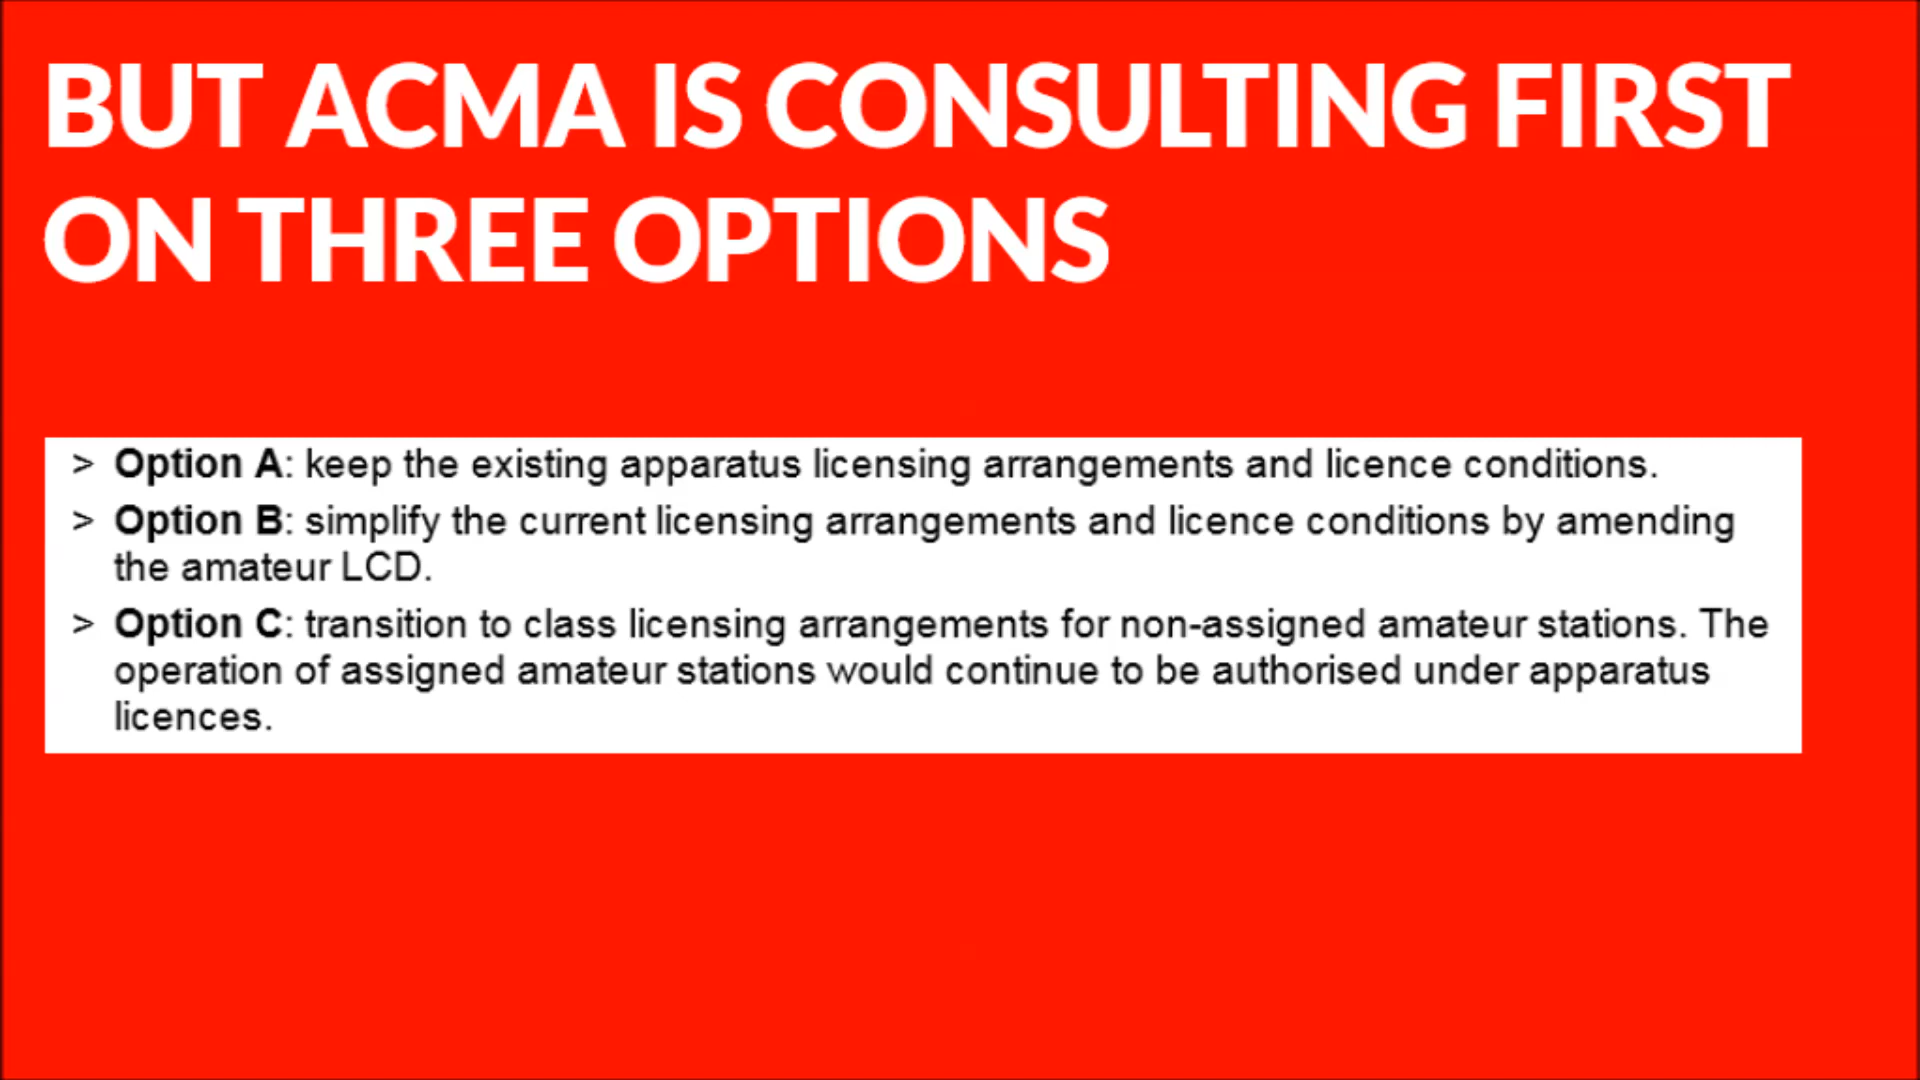 BUT ACMA IS CONSULTING FIRST
ON THREE OPTIONS
> Option A: keep the existing apparatus licensing arrangements and licence conditions.
> Option B: simplify the current licensing arrangements and licence conditions by amending
the amateur LCD.
> Option C: transition to class licensing arrangements for non-assigned amateur stations. The
operation of assigned amateur stations would continue to be authorised under apparatus
licences.